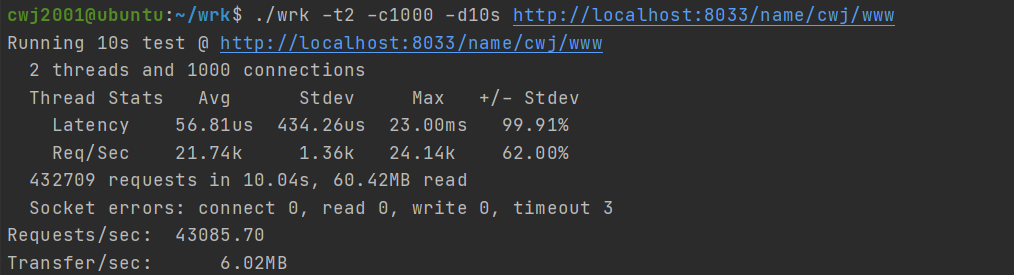 cwj2001@ubuntu:~/wrk$ ./wrk -t2 -c1000 -d10s http://localhost:8033/name/cwj/www
Running 10s test @ http://localhost:8033/name/cwj/www
  2 threads and 1000 connections
  Thread Stats   Avg      Stdev     Max   +/- Stdev
    Latency    56.81us  434.26us  23.00ms   99.91%
    Req/Sec    21.74k     1.36k   24.14k    62.00%
  432709 requests in 10.04s, 60.42MB read
  Socket errors: connect 0, read 0, write 0, timeout 3
Requests/sec:  43085.70
Transfer/sec:      6.02MB